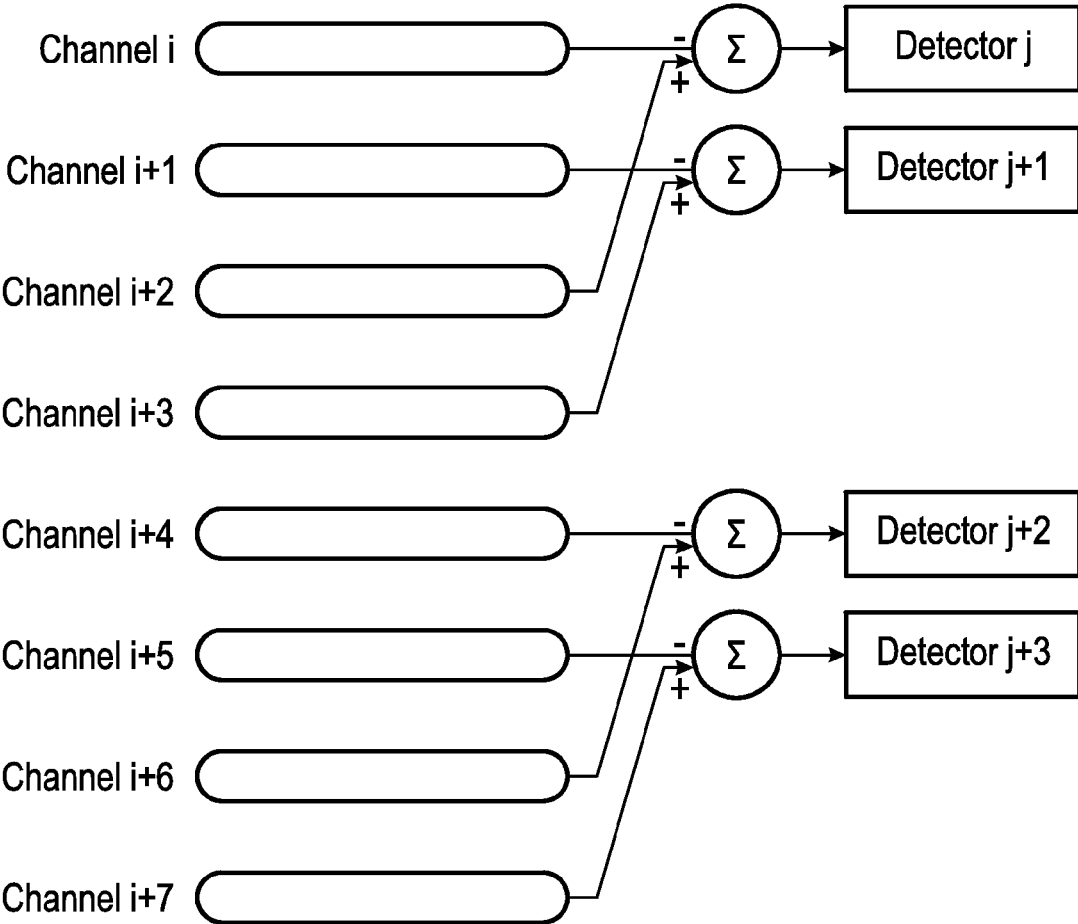 Channel i
-
+
Σ
Detector j
Channel i+1
-
+
Σ
Detector j+1
Channel i+2
Channel i+3
Channel i+4
-
+
Σ
Detector j+2
Channel i+5
-
+
Σ
Detector j+3
Channel i+6
Channel i+7